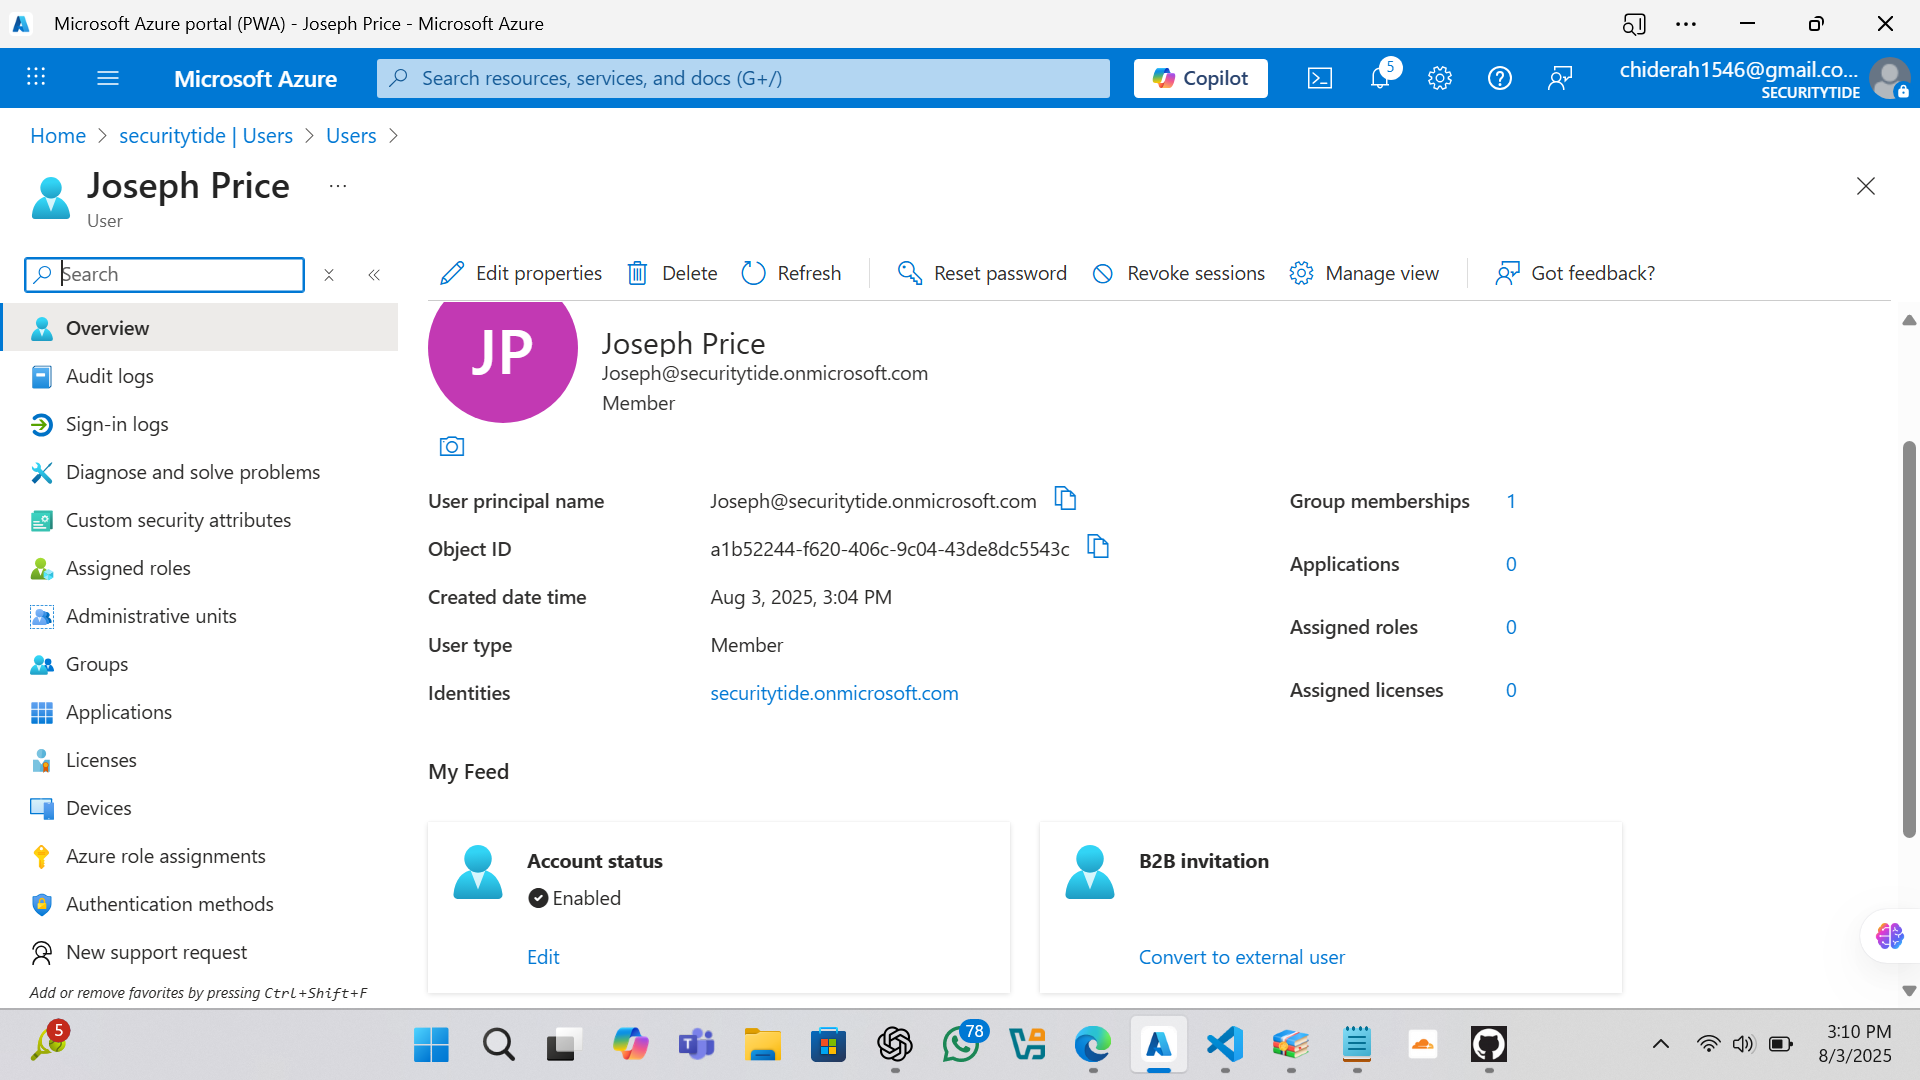 Microsoft Azure portal (PWA) - Joseph Price - Microsoft Azure
Microsoft Azure
Search resources, services, and docs (G+/)
Copilot
5
chiderah1546@gmail.co...
SECURITYTIDE
Home > securitytide | Users > Users >
Joseph Price ...
User
Search
Edit properties
Delete
Refresh
Reset password
Revoke sessions
Manage view
Got feedback?
Overview
Audit logs
Sign-in logs
Diagnose and solve problems
Custom security attributes
Assigned roles
Administrative units
Groups
Applications
Licenses
Devices
Azure role assignments
Authentication methods
New support request
Add or remove favorites by pressing Ctrl+Shift+F
JP
Joseph Price
Joseph@securitytide.onmicrosoft.com
Member
User principal name Joseph@securitytide.onmicrosoft.com
Object ID a1b52244-f620-406c-9c04-43de8dc5543c
Created date time Aug 3, 2025, 3:04 PM
User type Member
Identities securitytide.onmicrosoft.com
Group memberships 1
Applications 0
Assigned roles 0
Assigned licenses 0
My Feed
Account status
Enabled
Edit
B2B invitation
Convert to external user
5
78
3:10 PM
8/3/2025